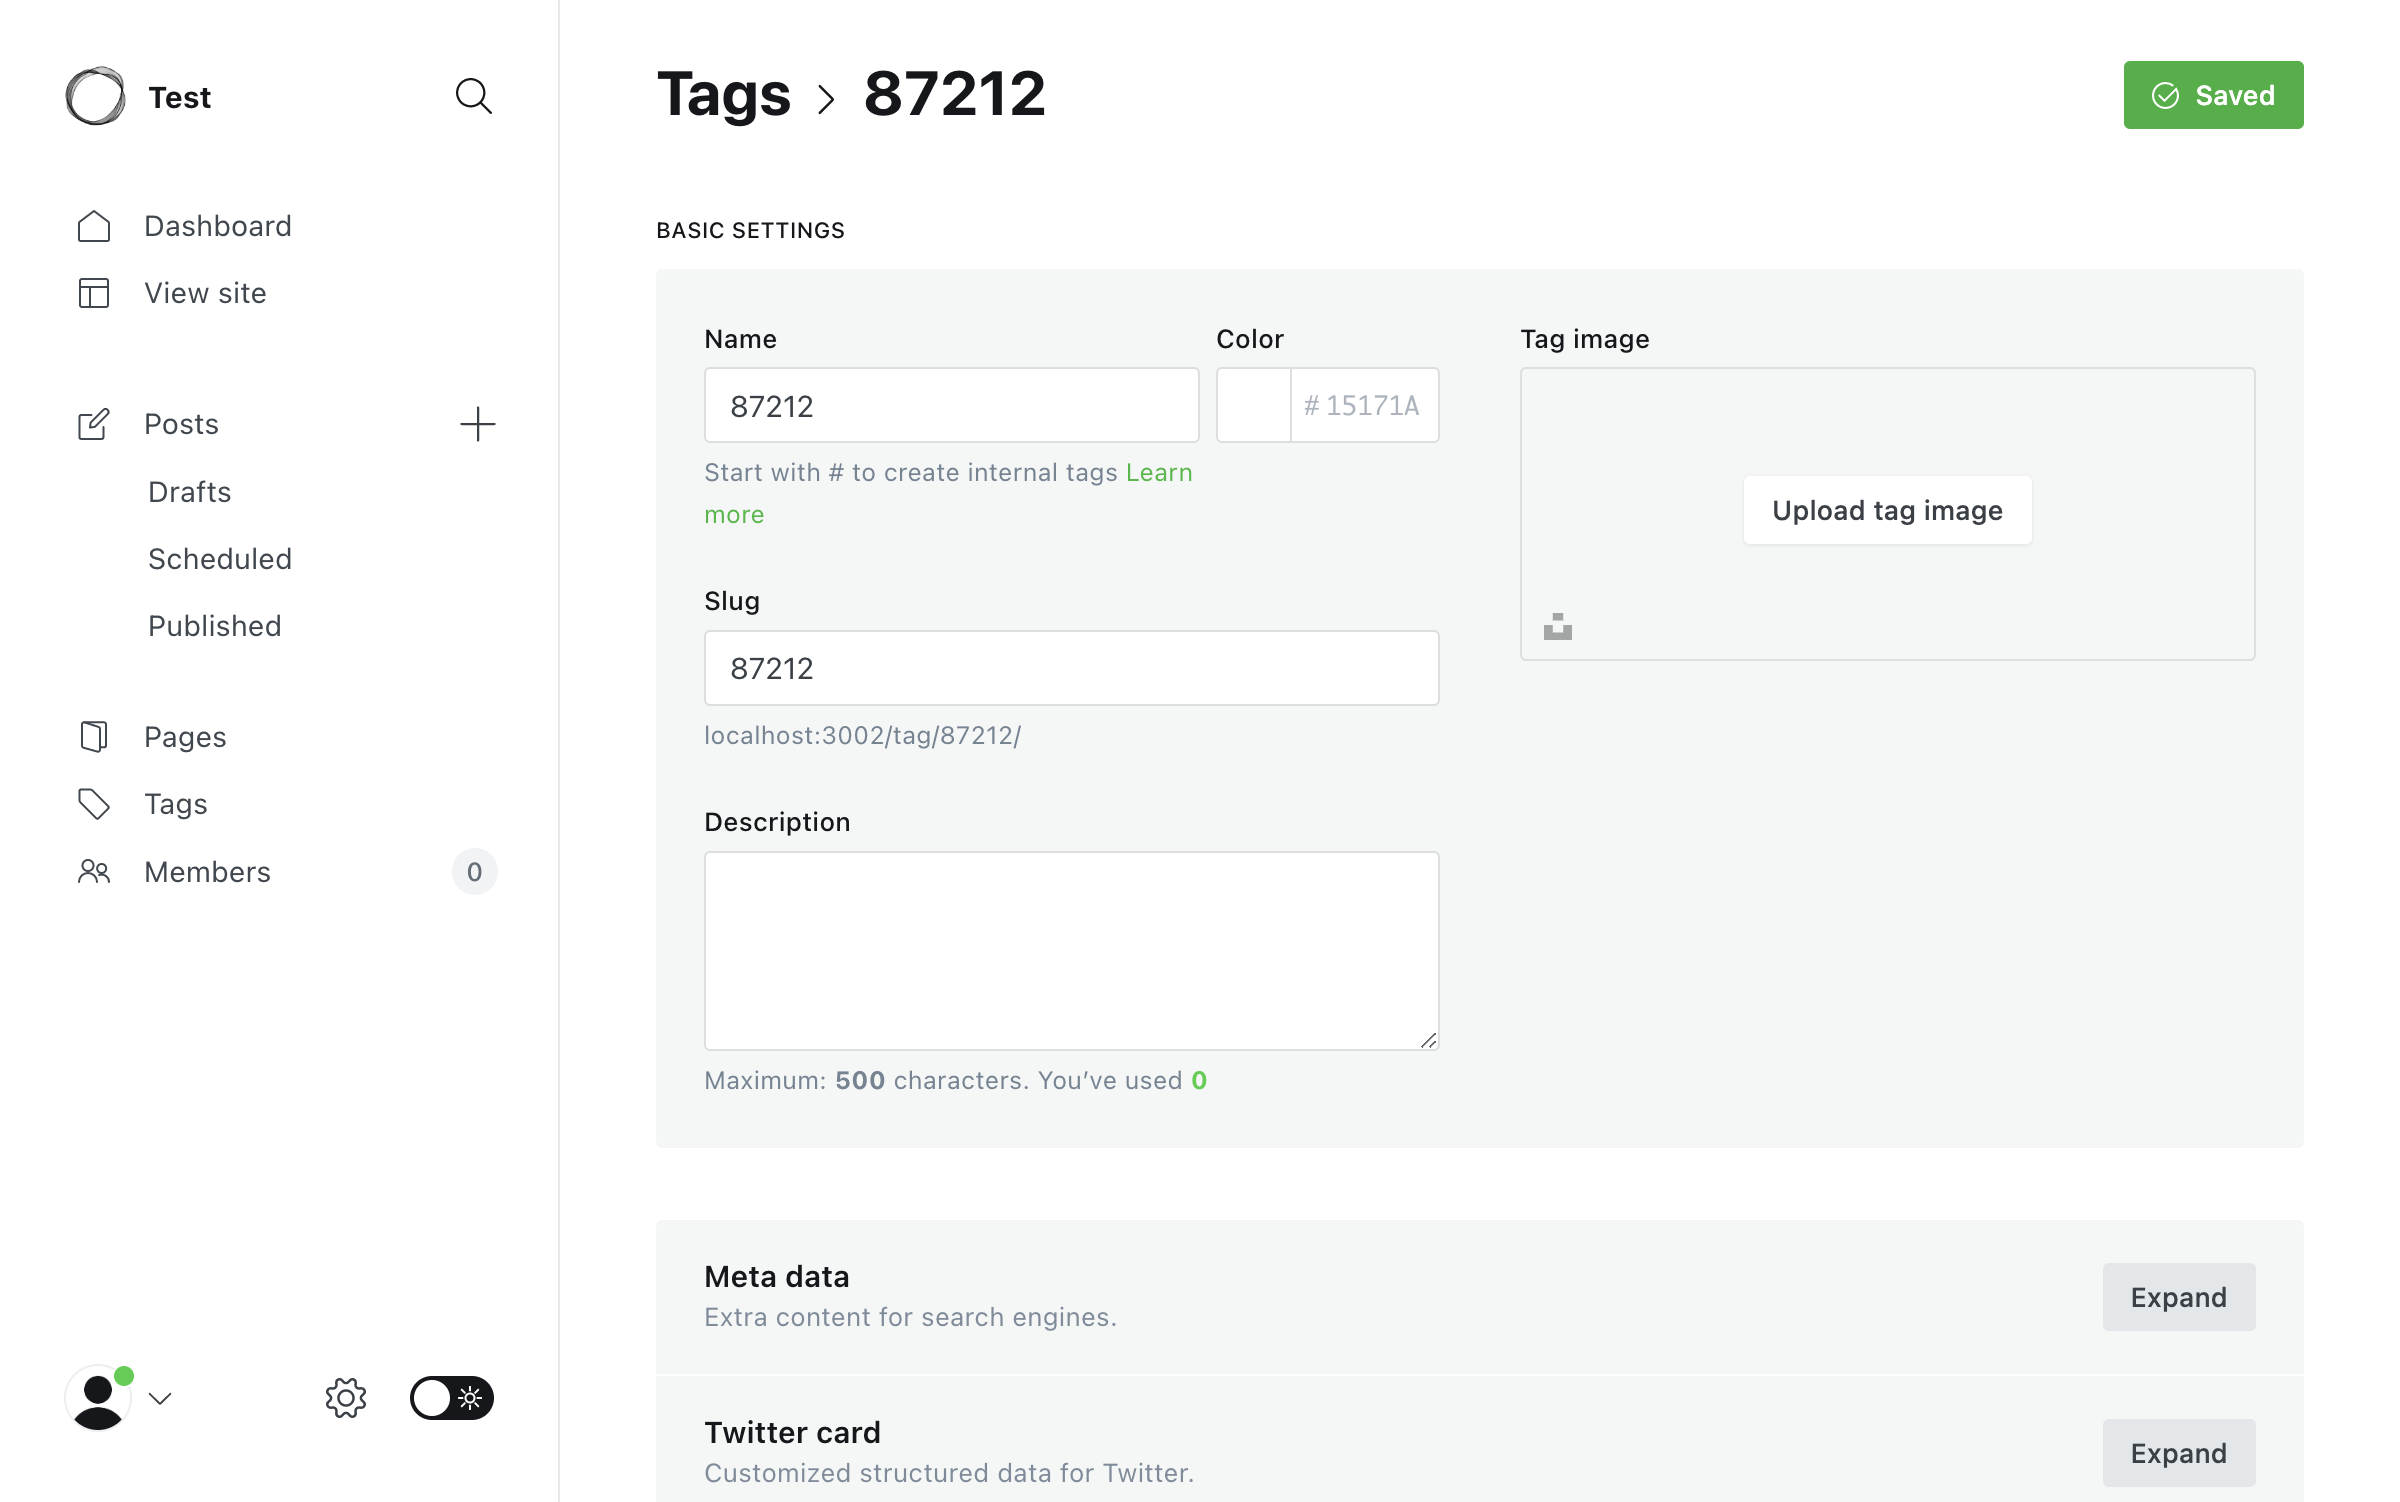 Test
Dashboard
View site
Posts
Drafts
Scheduled
Published
Pages
Tags
Members
0
Tags > 87212
Saved
BASIC SETTINGS
Name
87212
Start with # to create internal tags Learn
more
Color
# 15171A
Slug
87212
localhost:3002/tag/87212/
Description
Maximum: 500 characters. You’ve used 0
Tag image
Upload tag image
Meta data
Extra content for search engines.
Expand
Twitter card
Customized structured data for Twitter.
Expand